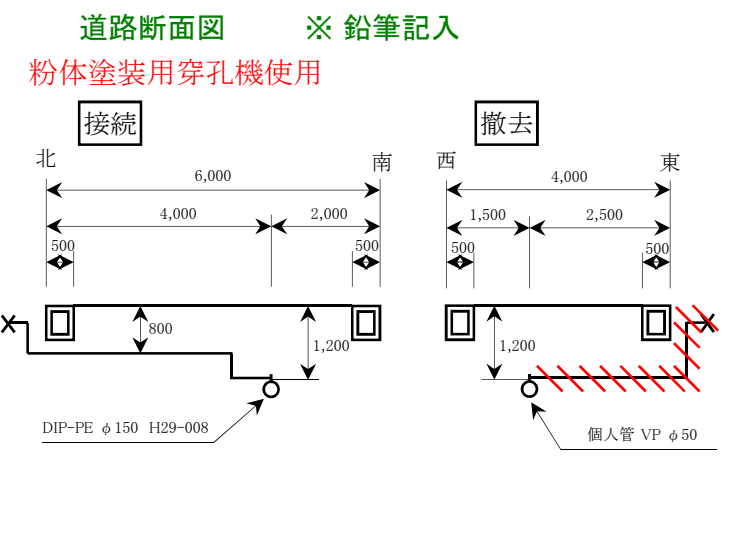 道路断面図 ※ 鉛筆記入
粉体塗装用穿孔機使用
接続
北
南
6,000
4,000
2,000
500
500
800
1,200
DIP-PE φ150 H29-008
撤去
西
東
4,000
1,500
2,500
500
500
1,200
個人管 VP φ50